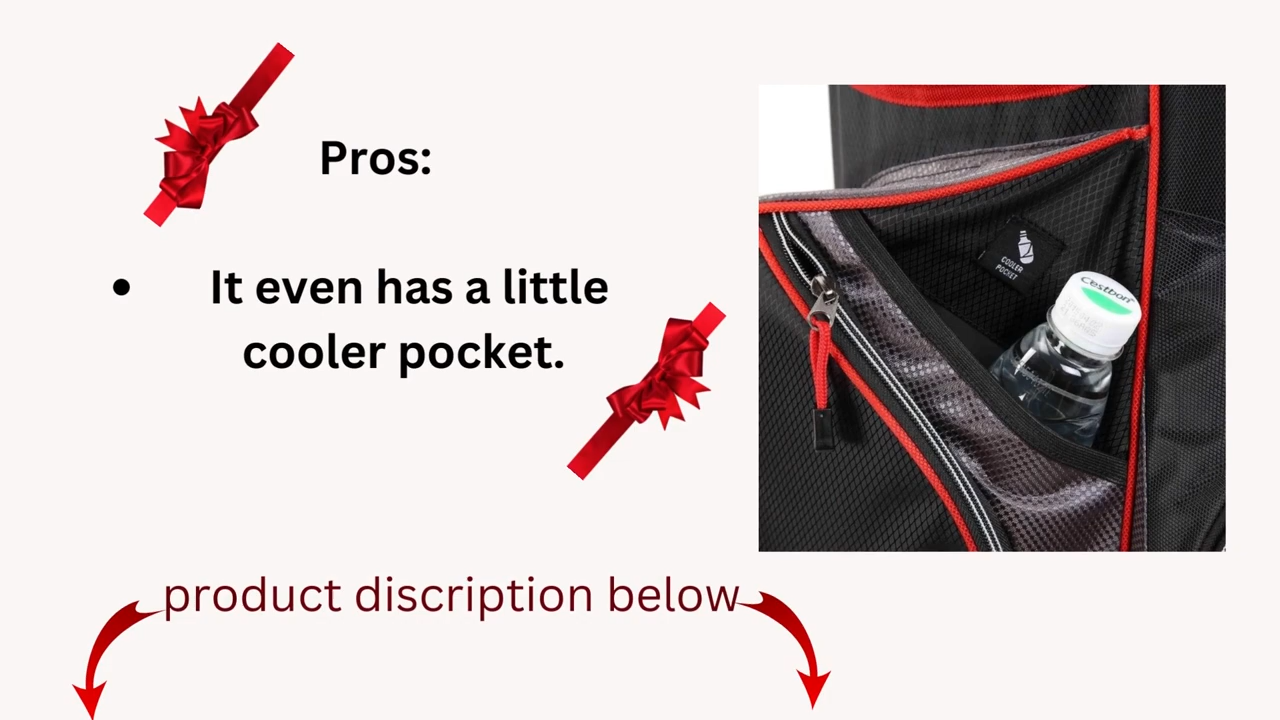 Pros:
• It even has a little
cooler pocket.
COOLER
POCKET
Cestbon
product discription below